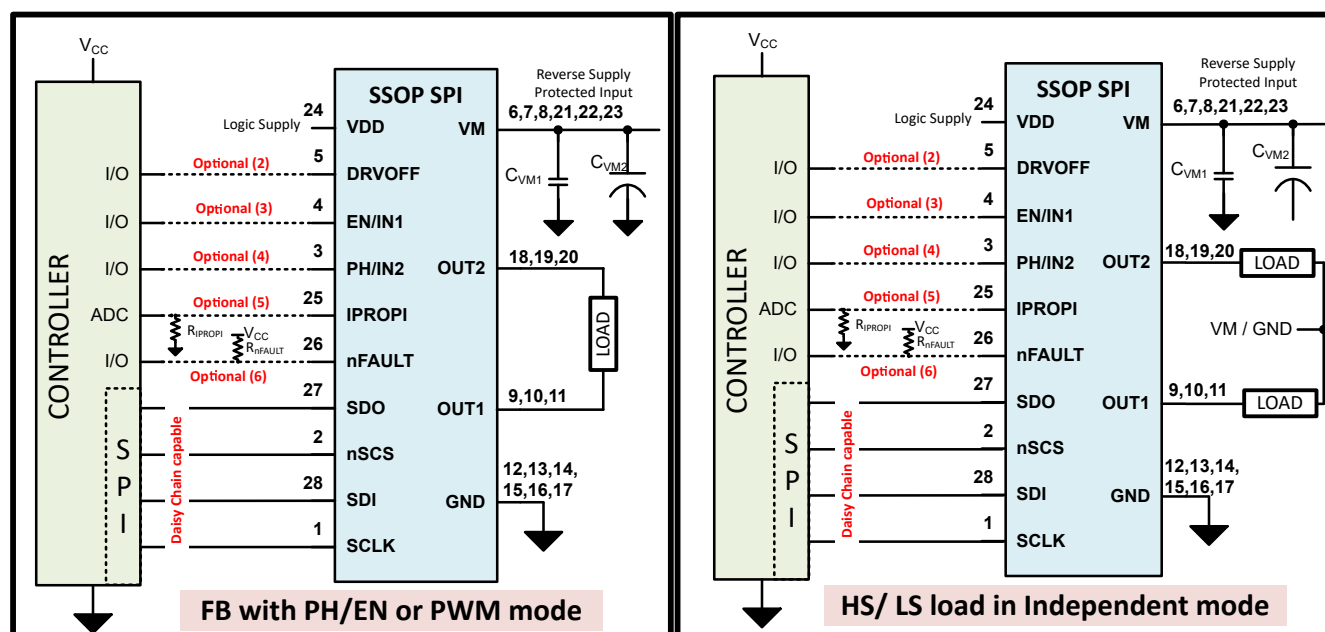 VCC
CONTROLLER
I/O
I/O
I/O
ADC
I/O
SPI
24
Logic Supply
Optional (2)
5
Optional (3)
4
Optional (4)
3
Optional (5)
25
RIPROPI
VCC
RnFAULT
26
Optional (6)
27
2
28
1
Daisy Chain capable
SSOP SPI
VDD
VM
DRVOFF
EN/IN1
PH/IN2
OUT2
IPROPI
nFAULT
SDO
OUT1
nSCS
SDI
GND
SCLK
Reverse Supply
Protected Input
6,7,8,21,22,23
CVM1
CVM2
18,19,20
LOAD
9,10,11
12,13,14,
15,16,17
FB with PH/EN or PWM mode
VCC
CONTROLLER
I/O
I/O
I/O
ADC
I/O
SPI
24
Logic Supply
Optional (2)
5
Optional (3)
4
Optional (4)
3
Optional (5)
25
RIPROPI
VCC
RnFAULT
26
Optional (6)
27
2
28
1
Daisy Chain capable
SSOP SPI
VDD
VM
DRVOFF
EN/IN1
PH/IN2
OUT2
IPROPI
nFAULT
SDO
OUT1
nSCS
SDI
GND
SCLK
Reverse Supply
Protected Input
6,7,8,21,22,23
CVM1
CVM2
18,19,20
LOAD
VM / GND
9,10,11
LOAD
12,13,14,
15,16,17
HS/ LS load in Independent mode